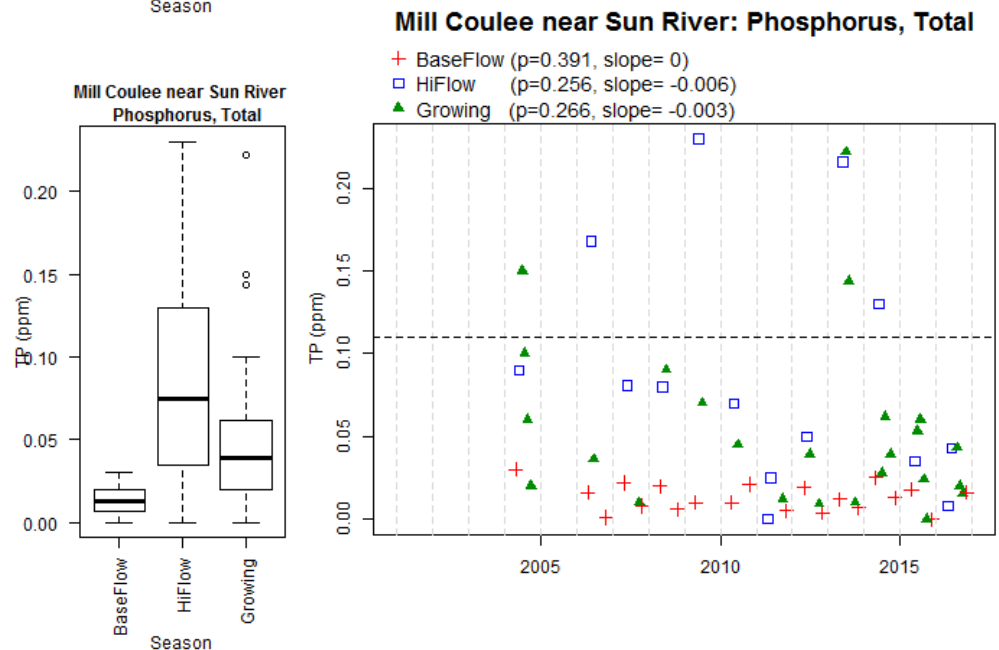 Season
Mill Coulee near Sun River
Phosphorus, Total
TP (ppm)
0.20
0.15
0.10
0.05
0.00
BaseFlow
HiFlow
Growing
Season
Mill Coulee near Sun River: Phosphorus, Total
BaseFlow (p=0.391, slope= 0)
HiFlow (p=0.256, slope= -0.006)
Growing (p=0.266, slope= -0.003)
TP (ppm)
0.20
0.15
0.10
0.05
0.00
2005
2010
2015